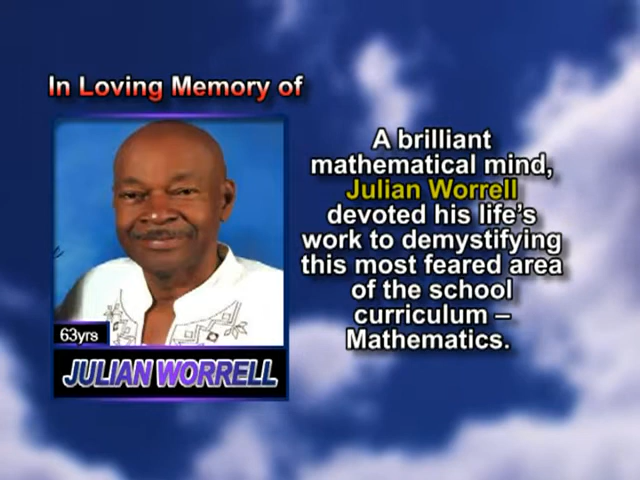 In Loving Memory of
A brilliant
mathematical mind,
Julian Worrell
devoted his life's
work to demystifying
this most feared area
of the school
curriculum –
Mathematics.
63yrs
JULIAN WORRELL